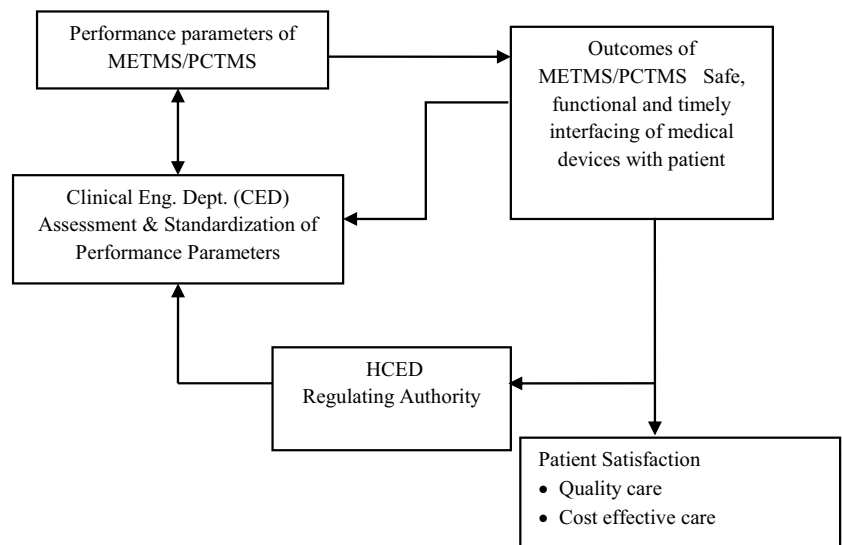 Performance parameters of
METMS/PCTMS
Outcomes of
METMS/PCTMS Safe,
functional and timely
interfacing of medical
devices with patient
Clinical Eng. Dept. (CED)
Assessment & Standardization of
Performance Parameters
HCED
Regulating Authority
Patient Satisfaction
• Quality care
• Cost effective care